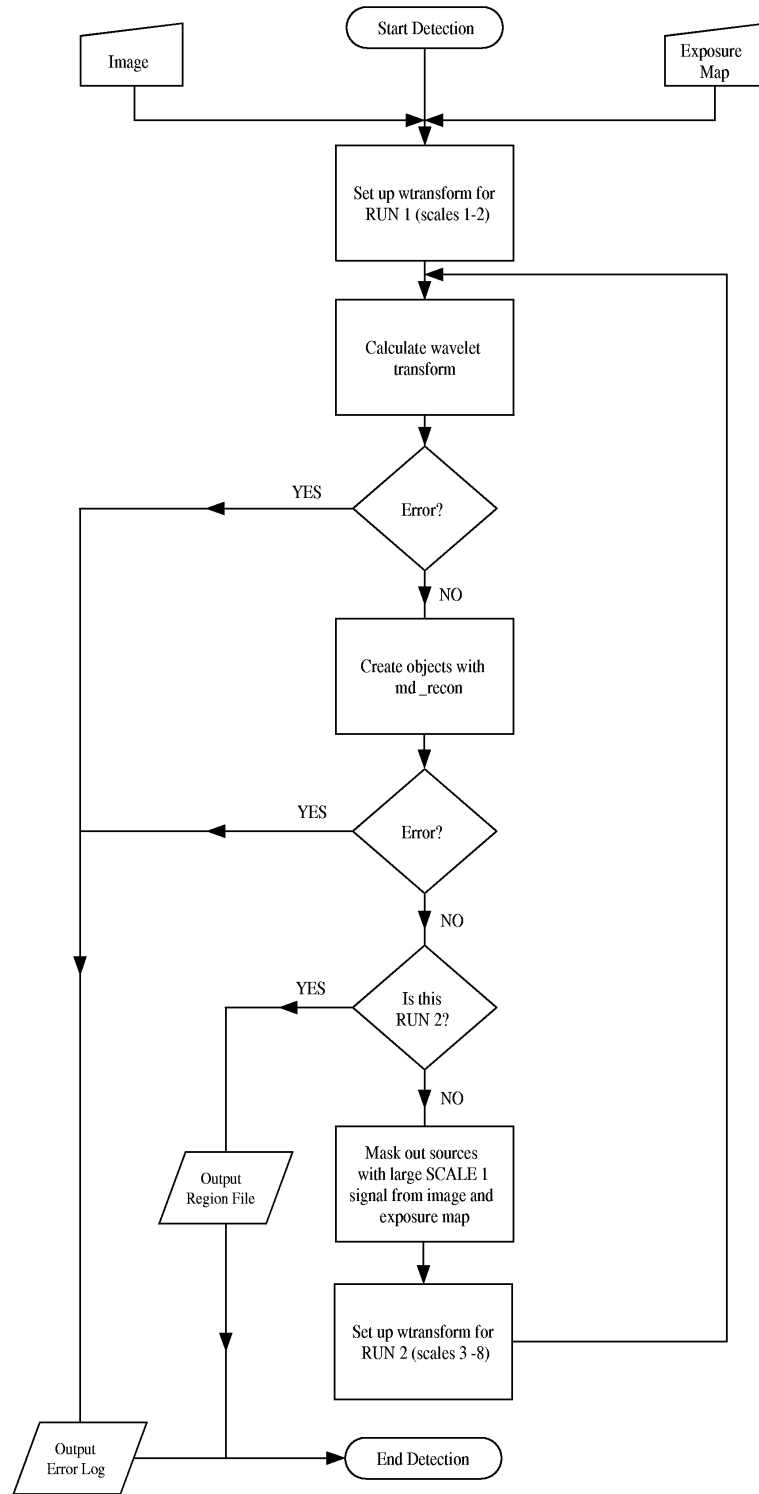 Start Detection
Image
Exposure
Map
Set up wtransform for
RUN 1 (scales 1-2)
Calculate wavelet
transform
YES
Error?
NO
Create objects with
md_recon
YES
Error?
NO
YES
Is this
RUN 2?
NO
Mask out sources
with large SCALE 1
signal from image and
exposure map
Output
Region File
Set up wtransform for
RUN 2 (scales 3 -8)
Output
Error Log
End Detection